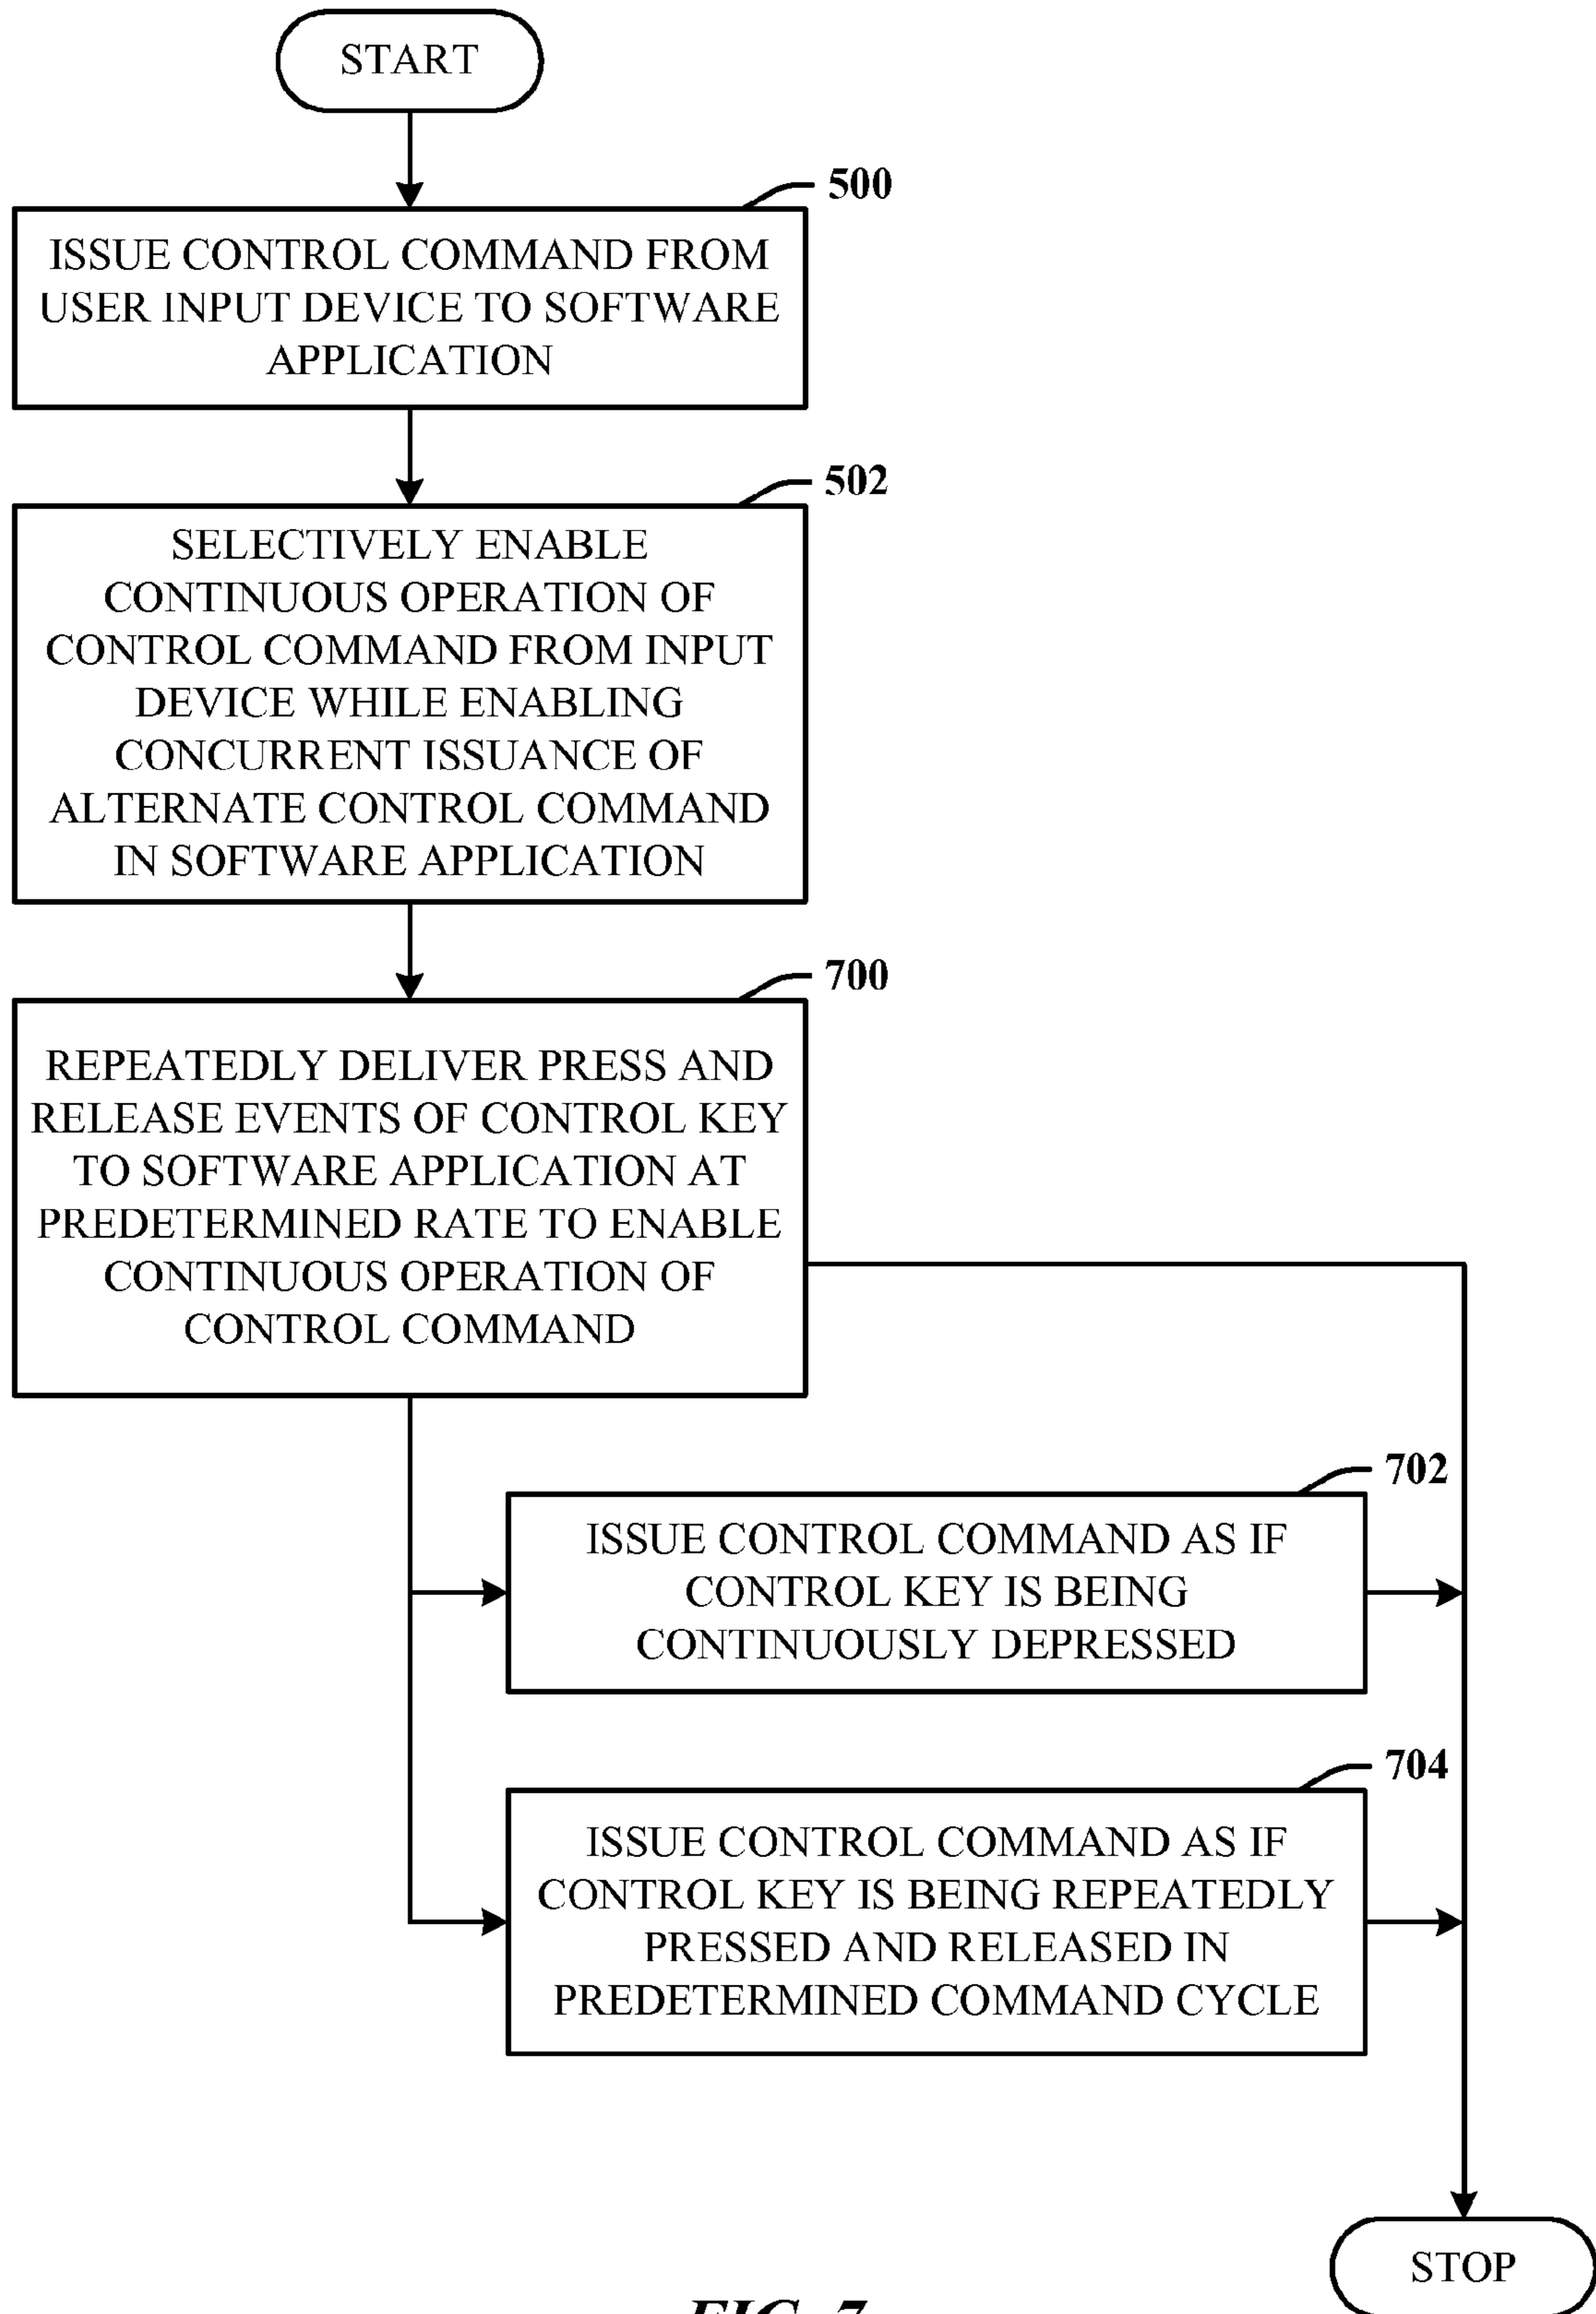 START
500
ISSUE CONTROL COMMAND FROM
USER INPUT DEVICE TO SOFTWARE
APPLICATION
502
SELECTIVELY ENABLE
CONTINUOUS OPERATION OF
CONTROL COMMAND FROM INPUT
DEVICE WHILE ENABLING
CONCURRENT ISSUANCE OF
ALTERNATE CONTROL COMMAND
IN SOFTWARE APPLICATION
700
REPEATEDLY DELIVER PRESS AND
RELEASE EVENTS OF CONTROL KEY
TO SOFTWARE APPLICATION AT
PREDETERMINED RATE TO ENABLE
CONTINUOUS OPERATION OF
CONTROL COMMAND
702
ISSUE CONTROL COMMAND AS IF
CONTROL KEY IS BEING
CONTINUOUSLY DEPRESSED
704
ISSUE CONTROL COMMAND AS IF
CONTROL KEY IS BEING REPEATEDLY
PRESSED AND RELEASED IN
PREDETERMINED COMMAND CYCLE
STOP
FIG. 7